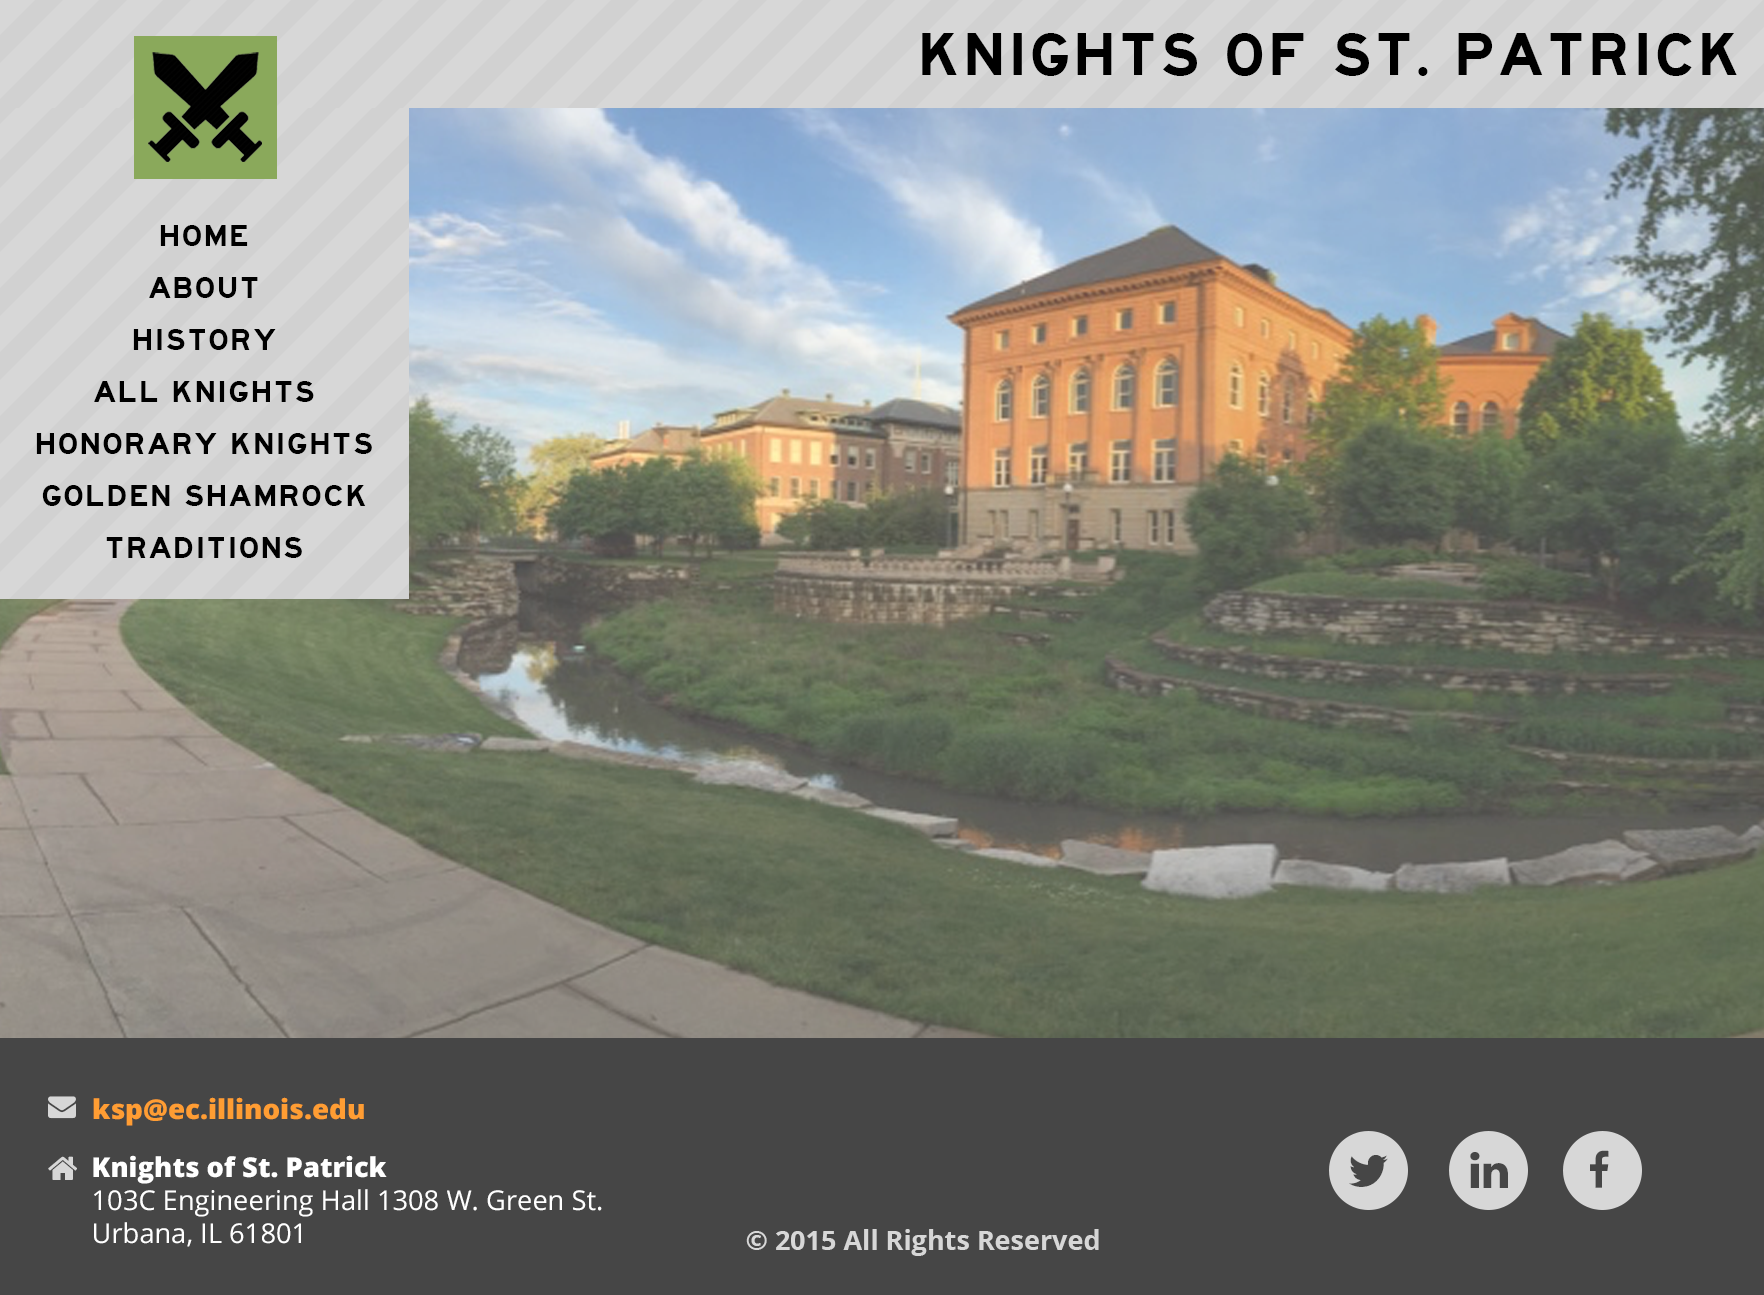 KNIGHTS OF ST. PATRICK
HOME
ABOUT
HISTORY
ALL KNIGHTS
HONORARY KNIGHTS
GOLDEN SHAMROCK
TRADITIONS
ksp@ec.illinois.edu
Knights of St. Patrick
103C Engineering Hall 1308 W. Green St.
Urbana, IL 61801
© 2015 All Rights Reserved